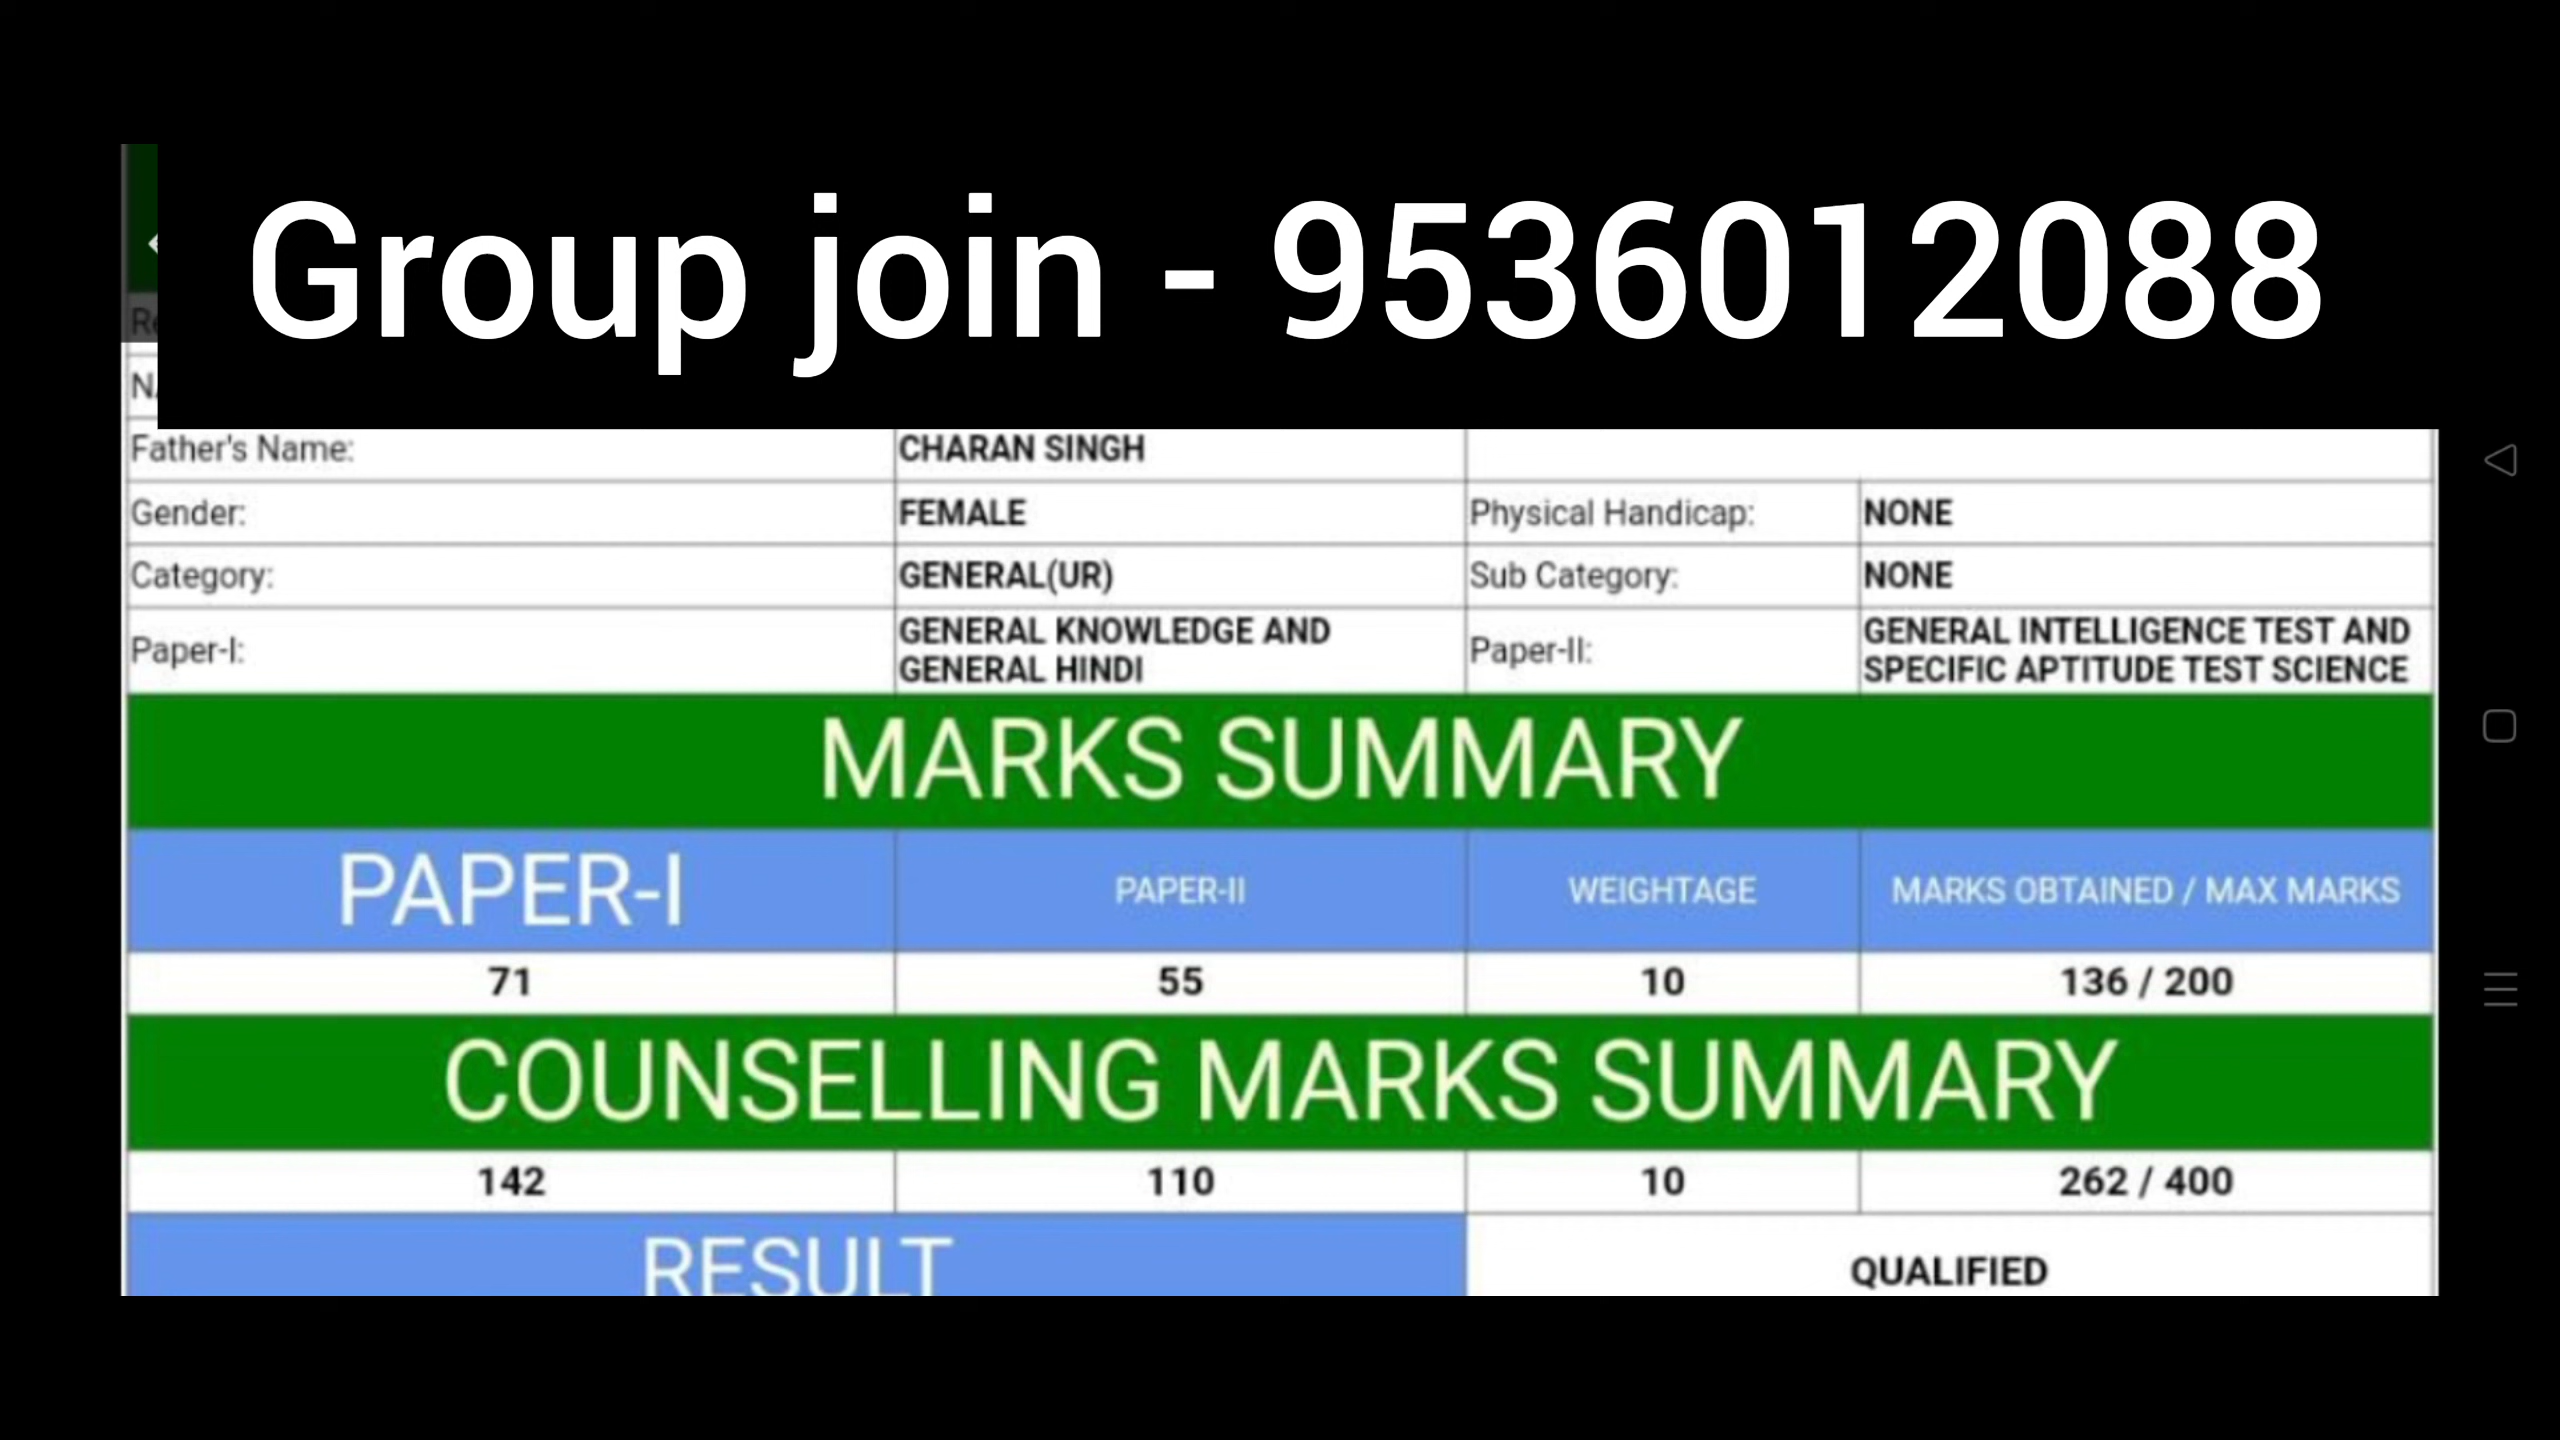 Group join - 9536012088
Father's Name: CHARAN SINGH
Gender: FEMALE Physical Handicap: NONE
Category: GENERAL(UR) Sub Category: NONE
Paper-I: GENERAL KNOWLEDGE AND GENERAL HINDI Paper-II: GENERAL INTELLIGENCE TEST AND SPECIFIC APTITUDE TEST SCIENCE
MARKS SUMMARY
PAPER-I PAPER-II WEIGHTAGE MARKS OBTAINED / MAX MARKS
71 55 10 136 / 200
COUNSELLING MARKS SUMMARY
142 110 10 262 / 400
RESULT QUALIFIED